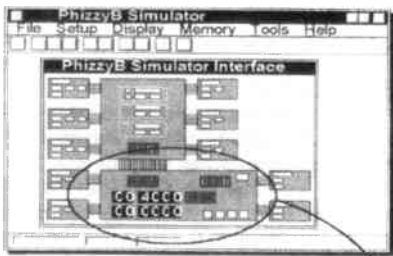 PhizzyB Simulator
File Setup Display Memory Tools Help
PhizzyB Simulator Interface